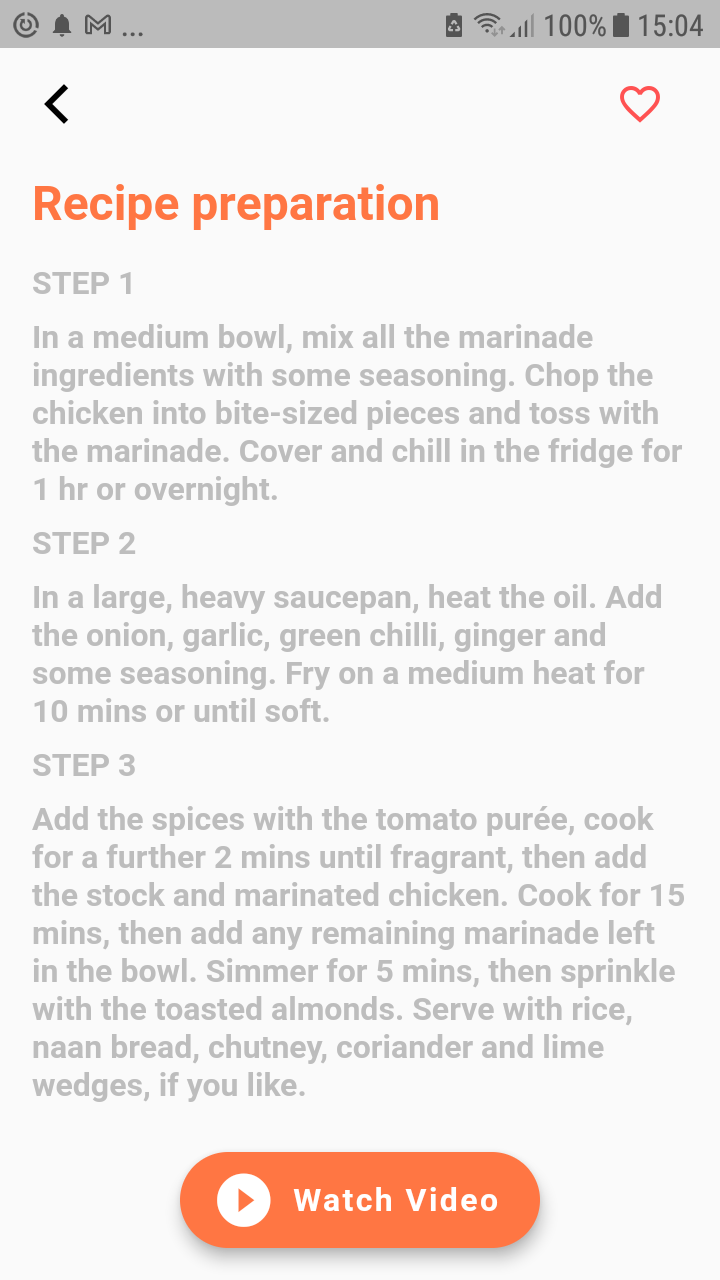 ... 100% 15:04
Recipe preparation
STEP 1
In a medium bowl, mix all the marinade
ingredients with some seasoning. Chop the
chicken into bite-sized pieces and toss with
the marinade. Cover and chill in the fridge for
1 hr or overnight.
STEP 2
In a large, heavy saucepan, heat the oil. Add
the onion, garlic, green chilli, ginger and
some seasoning. Fry on a medium heat for
10 mins or until soft.
STEP 3
Add the spices with the tomato purée, cook
for a further 2 mins until fragrant, then add
the stock and marinated chicken. Cook for 15
mins, then add any remaining marinade left
in the bowl. Simmer for 5 mins, then sprinkle
with the toasted almonds. Serve with rice,
naan bread, chutney, coriander and lime
wedges, if you like.
Watch Video